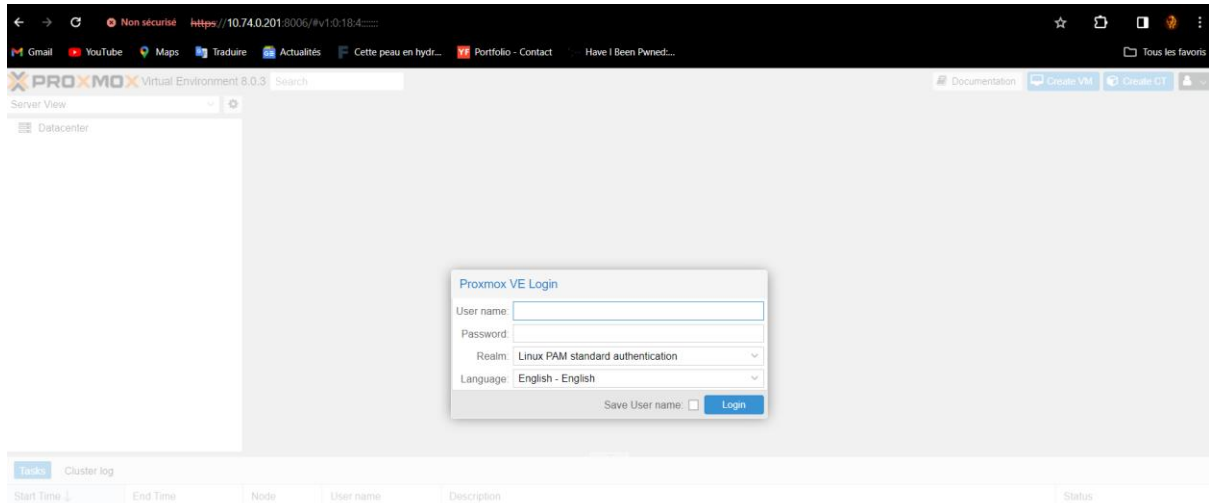 Non sécurisé https://10.74.0.201:8006/#v1:0:18:4:::::::
Gmail YouTube Maps Traduire GE Actualités Cette peau en hydr... YF Portfolio - Contact Have I Been Pwned:... Tous les favoris
PROXMOX Virtual Environment 8.0.3 Search Documentation Create VM Create CT
Server View
Datacenter
Proxmox VE Login
User name:
Password:
Realm: Linux PAM standard authentication
Language: English - English
Save User name: Login
Tasks Cluster log
Start Time ↓ End Time Node User name Description Status